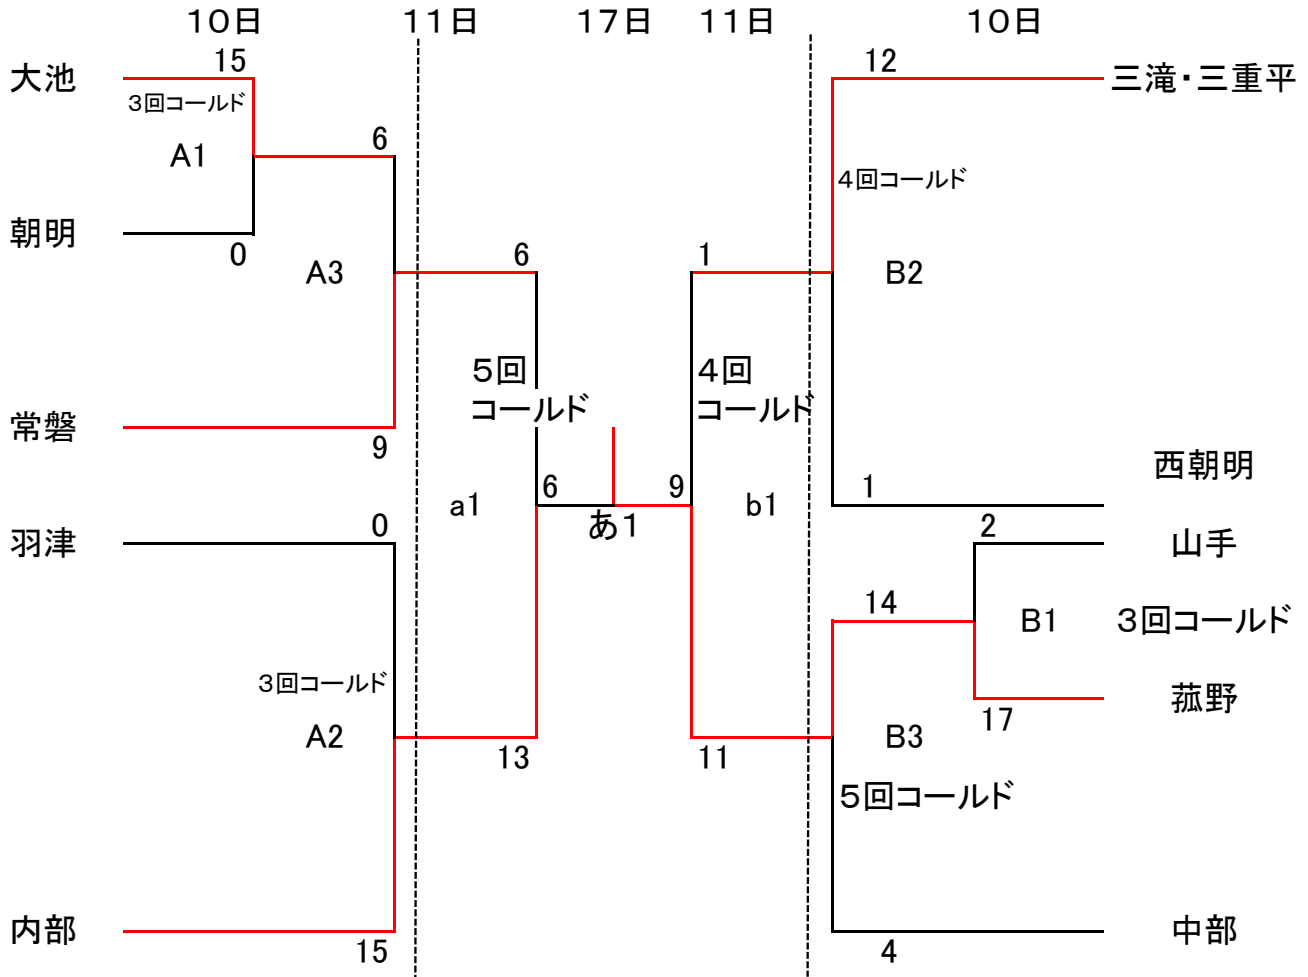 10日
11日
17日
11日
10日
15
12
大池
三滝・三重平
3回コールド
6
A1
4回コールド
朝明
0
6
1
A3
B2
5回
コールド
4回
コールド
常磐
9
西朝明
6
9
1
a1
b1
あ1
0
2
羽津
山手
14
B1
3回コールド
3回コールド
菰野
17
A2
B3
13
11
5回コールド
内部
中部
15
4